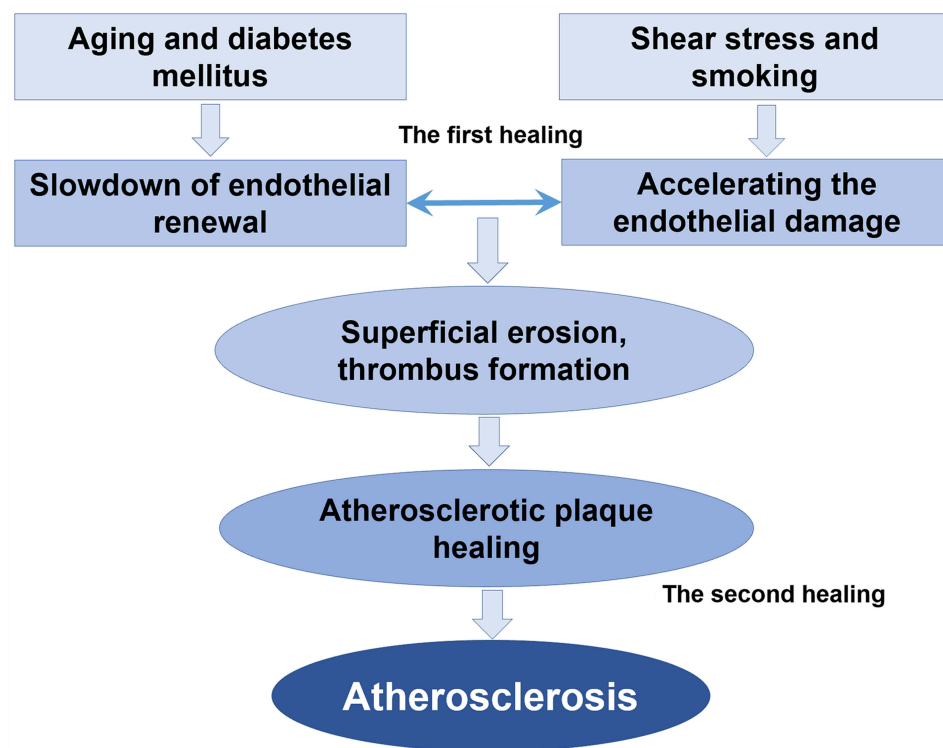 Aging and diabetes
mellitus
Shear stress and
smoking
The first healing
Slowdown of endothelial
renewal
Accelerating the
endothelial damage
Superficial erosion,
thrombus formation
Atherosclerotic plaque
healing
The second healing
Atherosclerosis